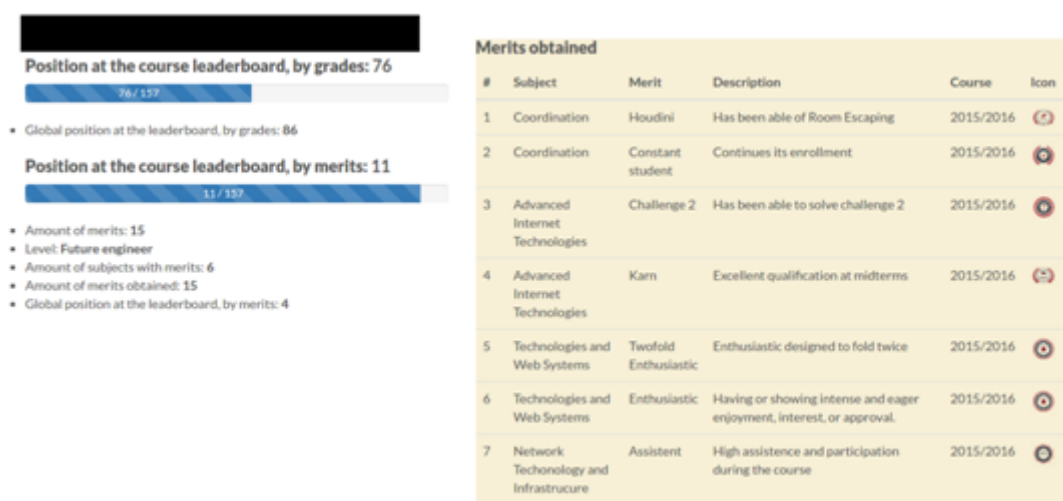 Position at the course leaderboard, by grades: 76
76/157
Global position at the leaderboard, by grades: 86
Position at the course leaderboard, by merits: 11
11/157
Amount of merits: 15
Level: Future engineer
Amount of subjects with merits: 6
Amount of merits obtained: 15
Global position at the leaderboard, by merits: 4
Merits obtained
# Subject Merit Description Course Icon
1 Coordination Houdini Has been able of Room Escaping 2015/2016
2 Coordination Constant Continues its enrollment 2015/2016
student
3 Advanced Challenge 2 Has been able to solve challenge 2 2015/2016
Internet
Technologies
4 Advanced Karn Excellent qualification at midterms 2015/2016
Internet
Technologies
5 Technologies and Twofold Enthusiastic designed to fold twice 2015/2016
Web Systems Enthusiastic
6 Technologies and Enthusiastic Having or showing intense and eager 2015/2016
Web Systems enjoyment, interest, or approval.
7 Network Assistent High assistence and participation 2015/2016
Techonology and during the course
Infrastrucure